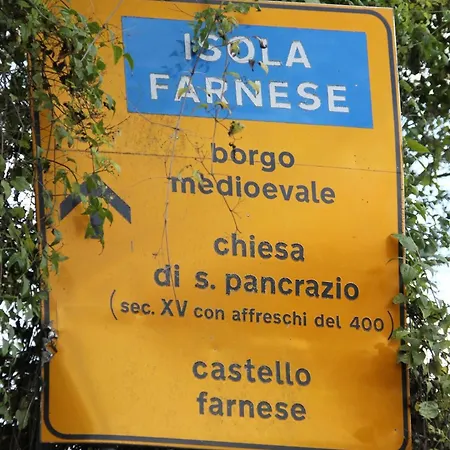 ISOLA
FARNESE
borgo
medioevale
chiesa
di s. pancrazio
(sec. XV con affreschi del 400)
castello
farnese